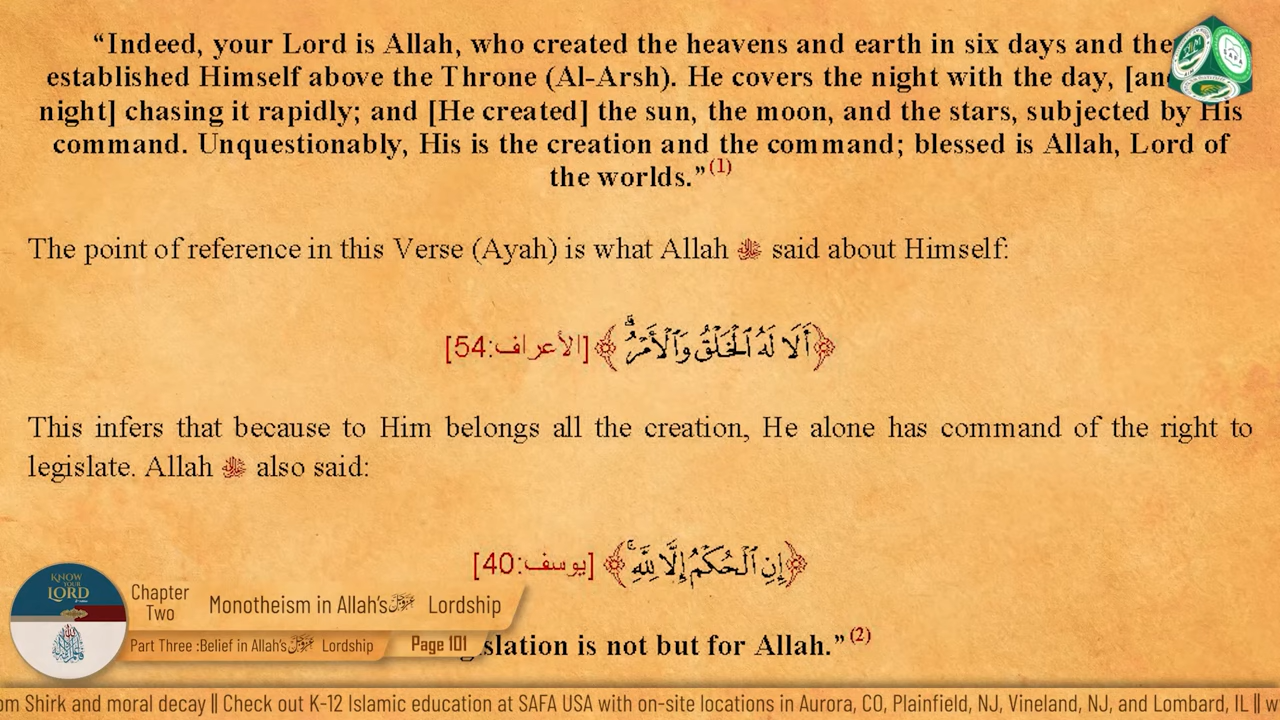 “Indeed, your Lord is Allah, who created the heavens and earth in six days and the
established Himself above the Throne (Al-Arsh). He covers the night with the day, [an
night] chasing it rapidly; and [He created] the sun, the moon, and the stars, subjected by His
command. Unquestionably, His is the creation and the command; blessed is Allah, Lord of
the worlds.”(1)
The point of reference in this Verse (Ayah) is what Allah ﷻ said about Himself:
﴿أَلَا لَهُ ٱلْخَلْقُ وَٱلْأَمْرُۗ﴾ [الأعراف:54]
This infers that because to Him belongs all the creation, He alone has command of the right to
legislate. Allah ﷻ also said:
﴿إِنِ ٱلْحُكْمُ إِلَّا لِلَّهِۚ﴾ [يوسف:40]
slation is not but for Allah.”(2)
KNOW
YOUR
LORD
Chapter
Two
Monotheism in Allah’s Lordship
Part Three :Belief in Allah’s Lordship
Page 101
om Shirk and moral decay || Check out K-12 Islamic education at SAFA USA with on-site locations in Aurora, CO, Plainfield, NJ, Vineland, NJ, and Lombard, IL || w